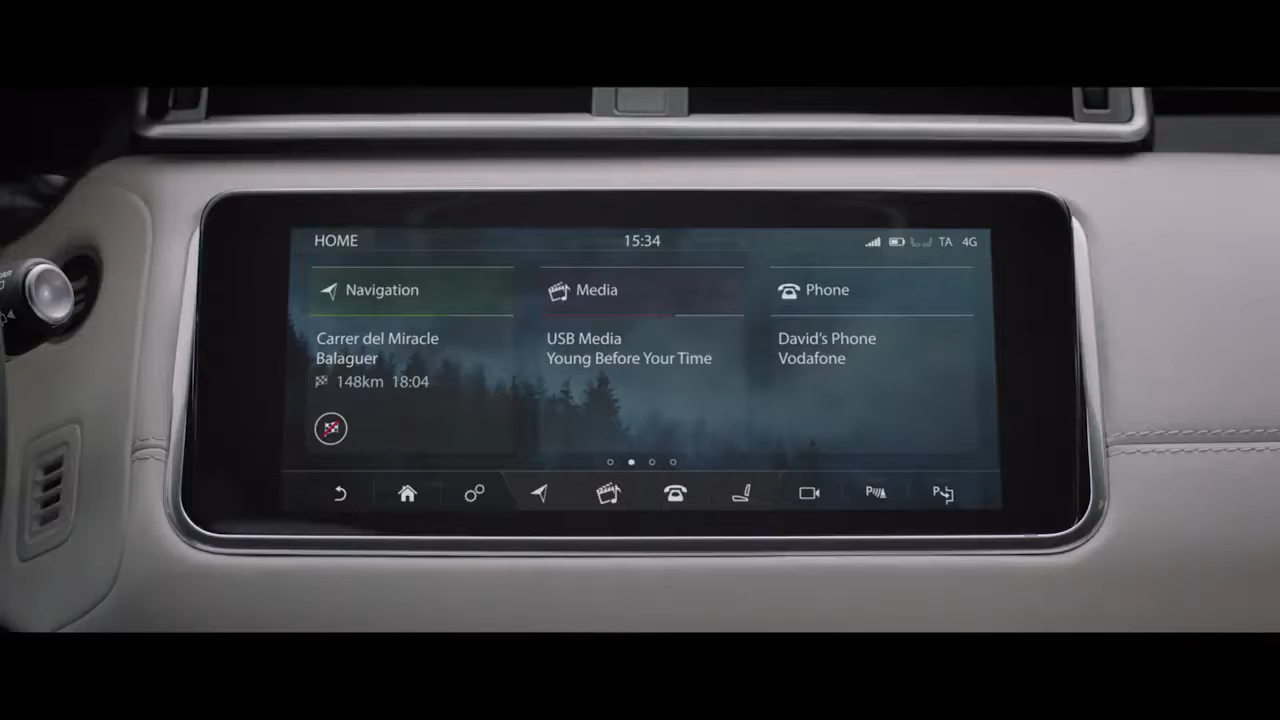 HOME
15:34
TA 4G
Navigation
Media
Phone
Carrer del Miracle
Balaguer
148km 18:04
USB Media
Young Before Your Time
David's Phone
Vodafone
P
P